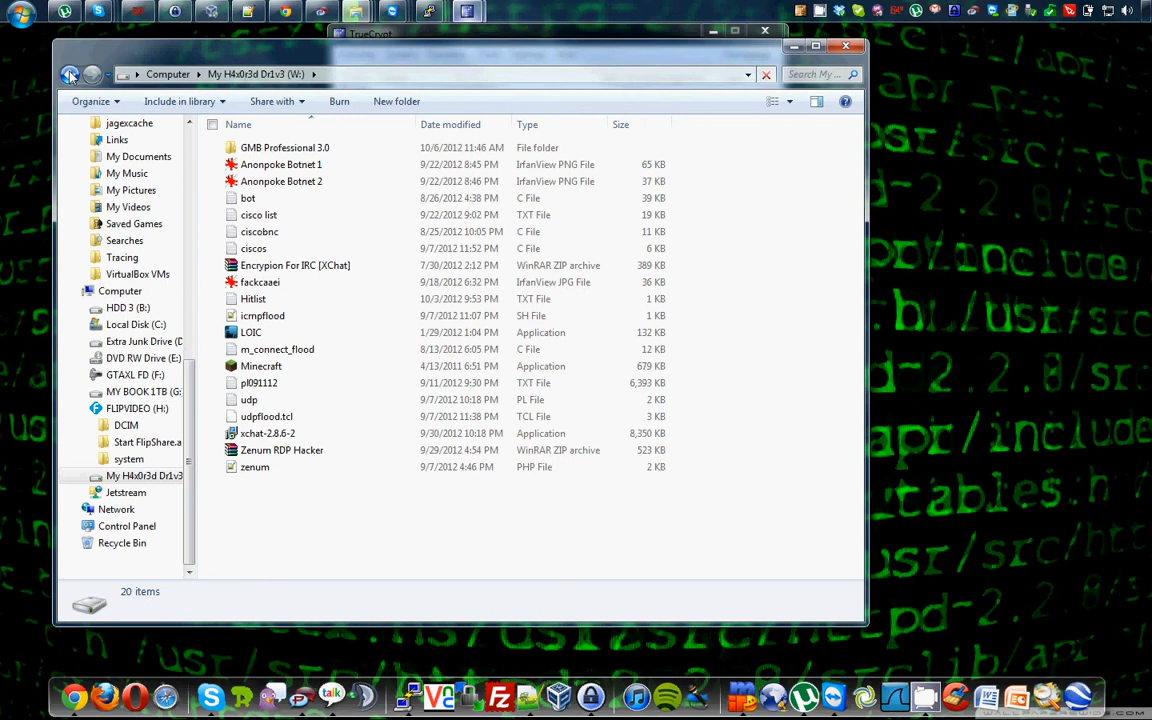 TrueCrypt
Computer My H4x0r3d Dr1v3 (W:)
Search My ...
Organize Include in library Share with Burn New folder
Name Date modified Type Size
jagexcache
Links
My Documents
My Music
My Pictures
My Videos
Saved Games
Searches
Tracing
VirtualBox VMs
Computer
HDD 3 (B:)
Local Disk (C:)
Extra Junk Drive (D
DVD RW Drive (E:)
GTAXL FD (F:)
MY BOOK 1TB (G:
FLIPVIDEO (H:)
DCIM
Start FlipShare.a
system
My H4x0r3d Dr1v3
Jetstream
Network
Control Panel
Recycle Bin
GMB Professional 3.0 10/6/2012 11:46 AM File folder
Anonpoke Botnet 1 9/22/2012 8:45 PM IrfanView PNG File 65 KB
Anonpoke Botnet 2 9/22/2012 8:46 PM IrfanView PNG File 37 KB
bot 8/26/2012 4:38 PM C File 39 KB
cisco list 9/22/2012 9:02 PM TXT File 19 KB
ciscobnc 8/25/2012 10:05 PM C File 11 KB
ciscos 9/7/2012 11:52 PM C File 6 KB
Encrypion For IRC [XChat] 7/30/2012 2:12 PM WinRAR ZIP archive 389 KB
fackcaaei 9/18/2012 6:32 PM IrfanView JPG File 36 KB
Hitlist 10/3/2012 9:53 PM TXT File 1 KB
icmpflood 9/7/2012 11:07 PM SH File 1 KB
LOIC 1/29/2012 1:04 PM Application 132 KB
m_connect_flood 8/13/2012 6:05 PM C File 12 KB
Minecraft 4/13/2011 6:51 PM Application 679 KB
pl091112 9/11/2012 9:30 PM TXT File 6,393 KB
udp 9/7/2012 10:18 PM PL File 2 KB
udpflood.tcl 9/7/2012 11:38 PM TCL File 3 KB
xchat-2.8.6-2 9/30/2012 10:18 PM Application 8,350 KB
Zenum RDP Hacker 9/29/2012 4:54 PM WinRAR ZIP archive 523 KB
zenum 9/7/2012 4:46 PM PHP File 2 KB
20 items